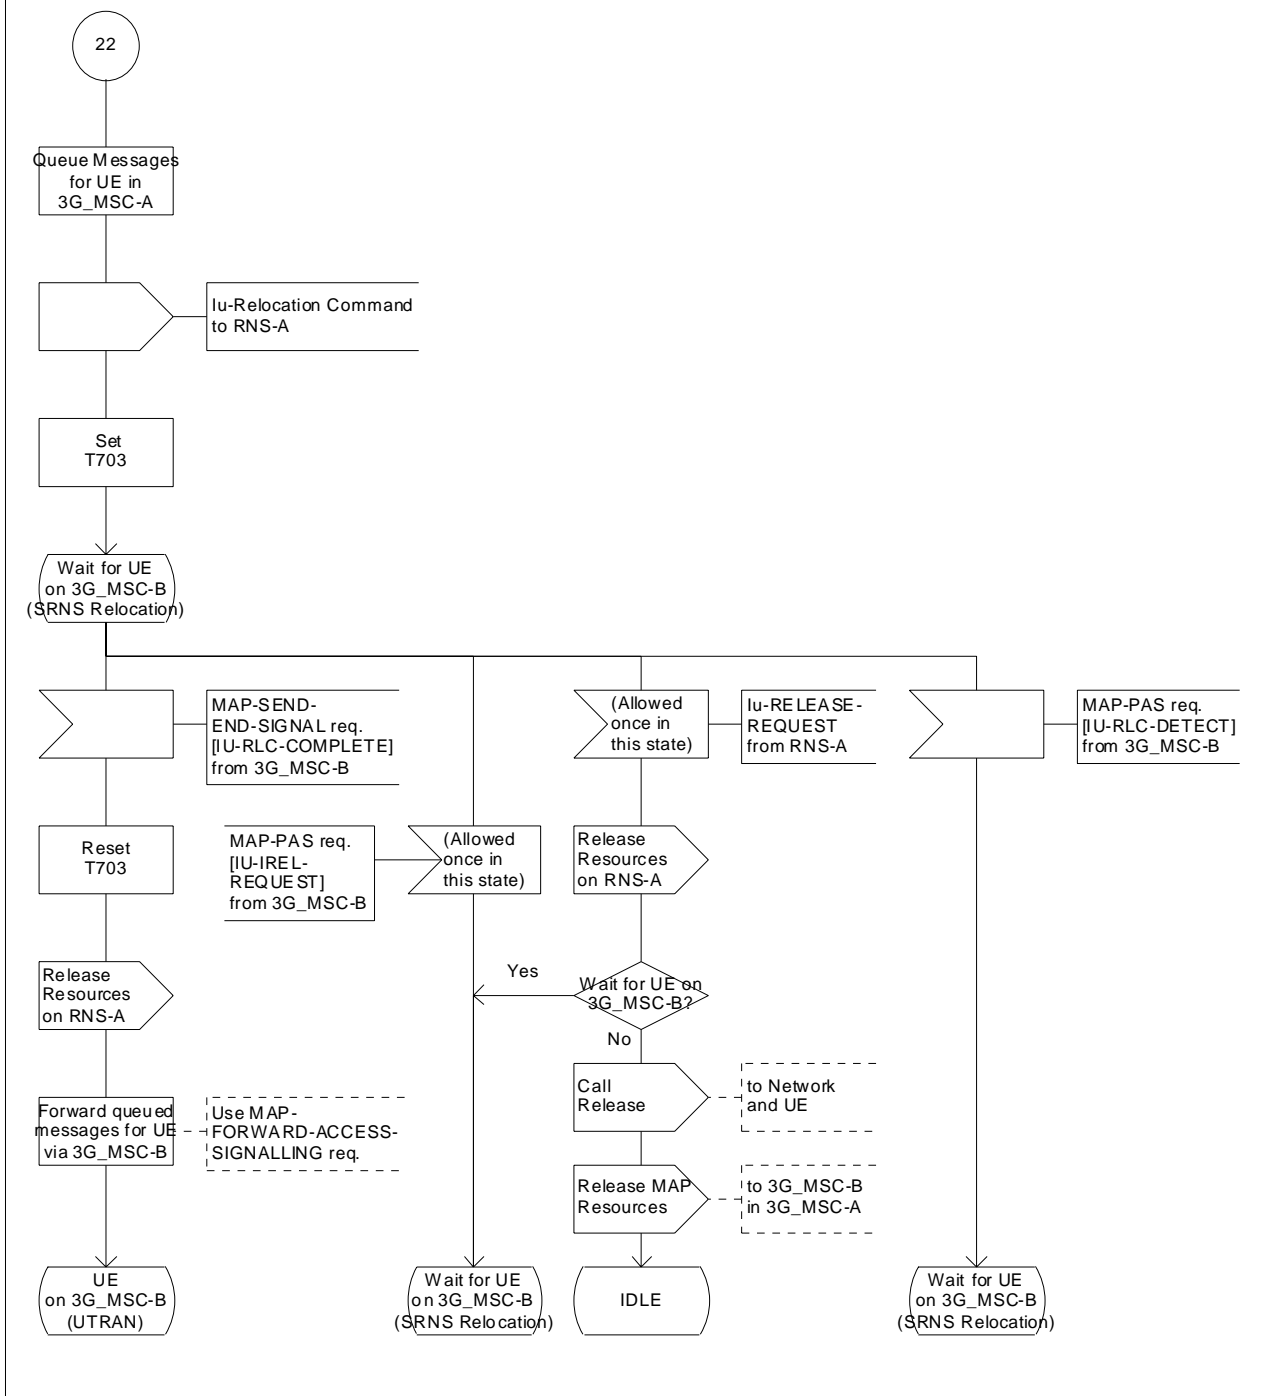 22
Queue Messages
for UE in
3G_MSC-A
Iu-Relocation Command
to RNS-A
Set
T703
Wait for UE
on 3G_MSC-B
(SRNS Relocation)
MAP-SEND-
END-SIGNAL req.
[IU-RLC-COMPLETE]
from 3G_MSC-B
(Allowed
once in
this state)
Iu-RELEASE-
REQUEST
from RNS-A
MAP-PAS req.
[IU-RLC-DETECT]
from 3G_MSC-B
Reset
T703
MAP-PAS req.
[IU-IREL-
REQUEST]
from 3G_MSC-B
(Allowed
once in
this state)
Release
Resources
on RNS-A
Release
Resources
on RNS-A
Yes
Wait for UE on
3G_MSC-B?
No
Call
Release
to Network
and UE
Forward queued
messages for UE
via 3G_MSC-B
Use MAP-
FORWARD-ACCESS-
SIGNALLING req.
Release MAP
Resources
to 3G_MSC-B
in 3G_MSC-A
UE
on 3G_MSC-B
(UTRAN)
Wait for UE
on 3G_MSC-B
(SRNS Relocation)
IDLE
Wait for UE
on 3G_MSC-B
(SRNS Relocation)